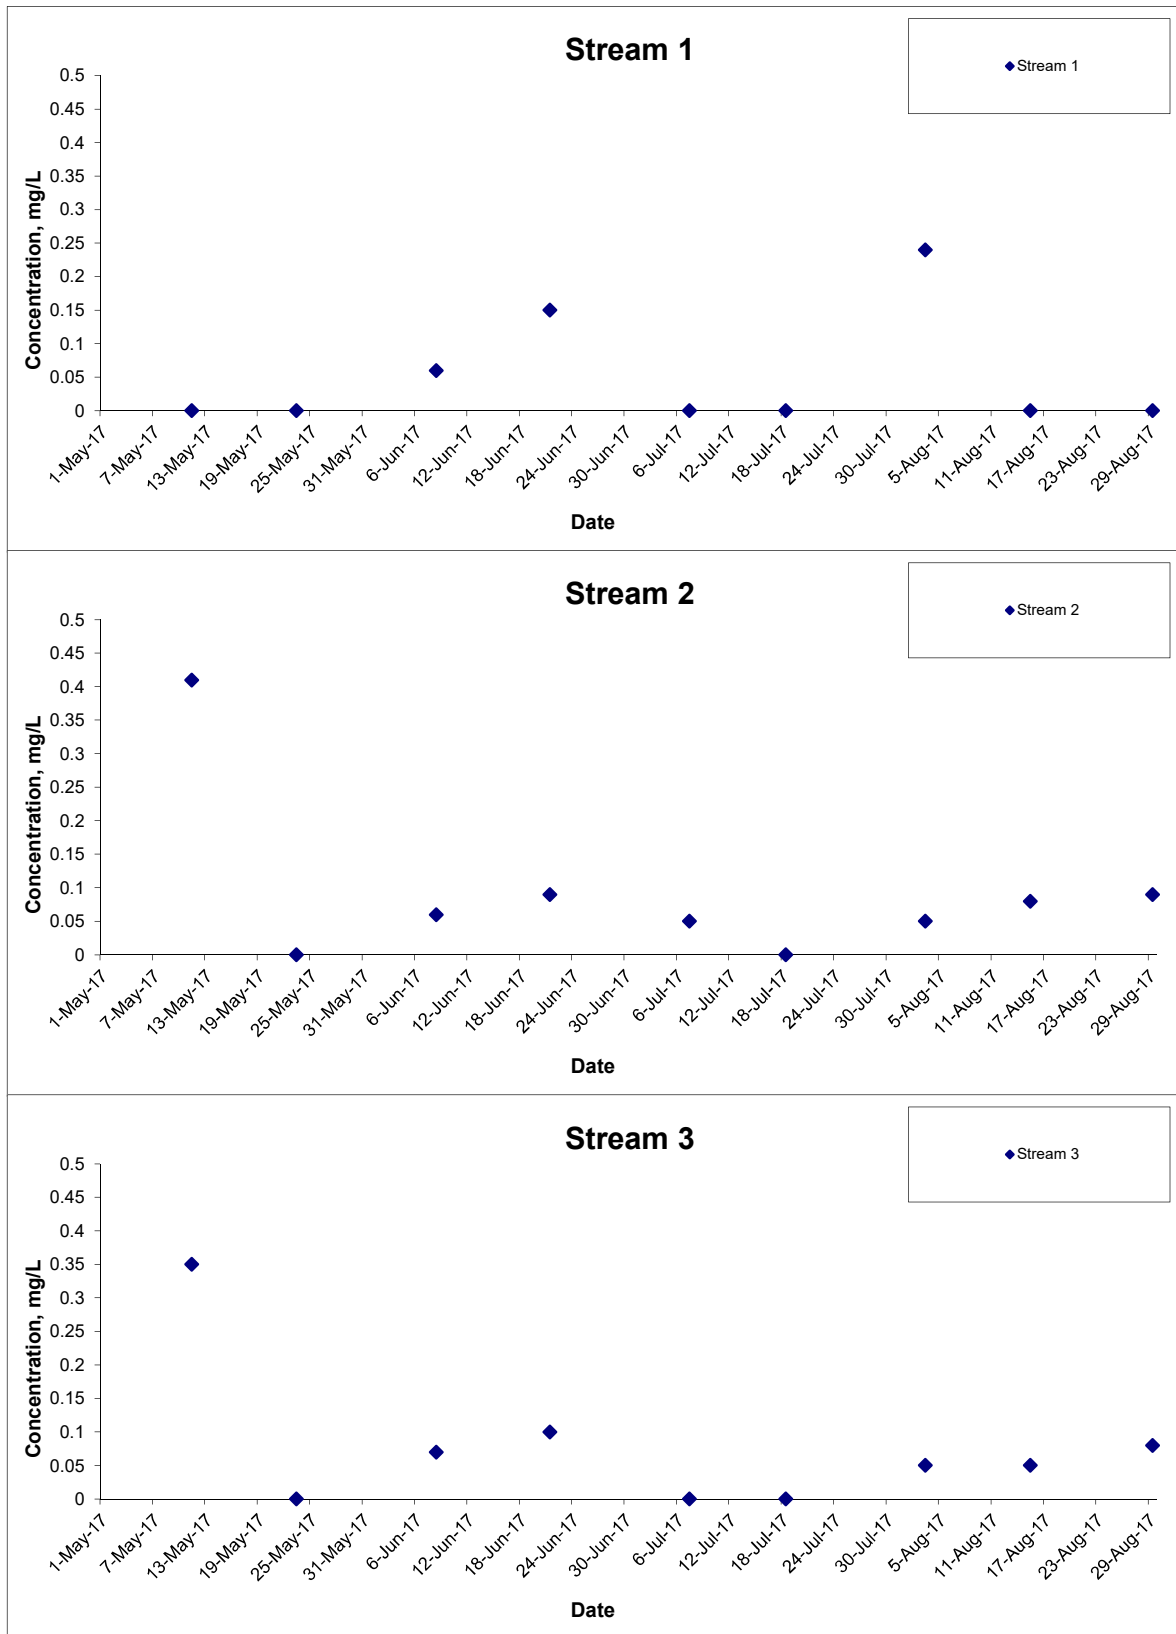 Stream 1
Stream 1
0.5
0.45
0.4
0.35
0.3
0.25
0.2
0.15
0.1
0.05
0
Concentration, mg/L
1-May-17
7-May-17
13-May-17
19-May-17
25-May-17
31-May-17
6-Jun-17
12-Jun-17
18-Jun-17
24-Jun-17
30-Jun-17
6-Jul-17
12-Jul-17
18-Jul-17
24-Jul-17
30-Jul-17
5-Aug-17
11-Aug-17
17-Aug-17
23-Aug-17
29-Aug-17
Date
Stream 2
Stream 2
0.5
0.45
0.4
0.35
0.3
0.25
0.2
0.15
0.1
0.05
0
Concentration, mg/L
1-May-17
7-May-17
13-May-17
19-May-17
25-May-17
31-May-17
6-Jun-17
12-Jun-17
18-Jun-17
24-Jun-17
30-Jun-17
6-Jul-17
12-Jul-17
18-Jul-17
24-Jul-17
30-Jul-17
5-Aug-17
11-Aug-17
17-Aug-17
23-Aug-17
29-Aug-17
Date
Stream 3
Stream 3
0.5
0.45
0.4
0.35
0.3
0.25
0.2
0.15
0.1
0.05
0
Concentration, mg/L
1-May-17
7-May-17
13-May-17
19-May-17
25-May-17
31-May-17
6-Jun-17
12-Jun-17
18-Jun-17
24-Jun-17
30-Jun-17
6-Jul-17
12-Jul-17
18-Jul-17
24-Jul-17
30-Jul-17
5-Aug-17
11-Aug-17
17-Aug-17
23-Aug-17
29-Aug-17
Date